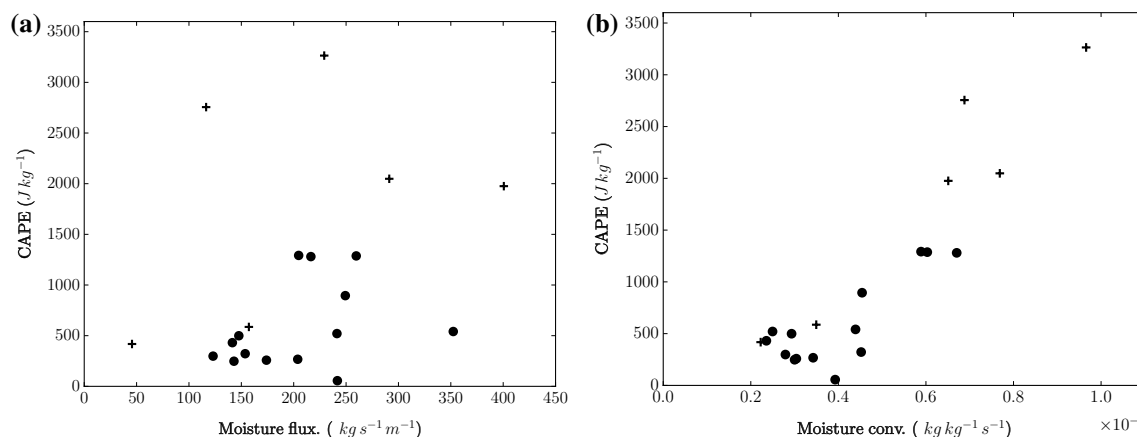 (a)
3500
3000
2500
2000
1500
1000
500
0
CAPE (J kg⁻¹)
0 50 100 150 200 250 300 350 400 450
Moisture flux. ( kg s⁻¹ m⁻¹)
(b)
3500
3000
2500
2000
1500
1000
500
0
CAPE (J kg⁻¹)
0.0 0.2 0.4 0.6 0.8 1.0
Moisture conv. ( kg kg⁻¹ s⁻¹)
×10⁻